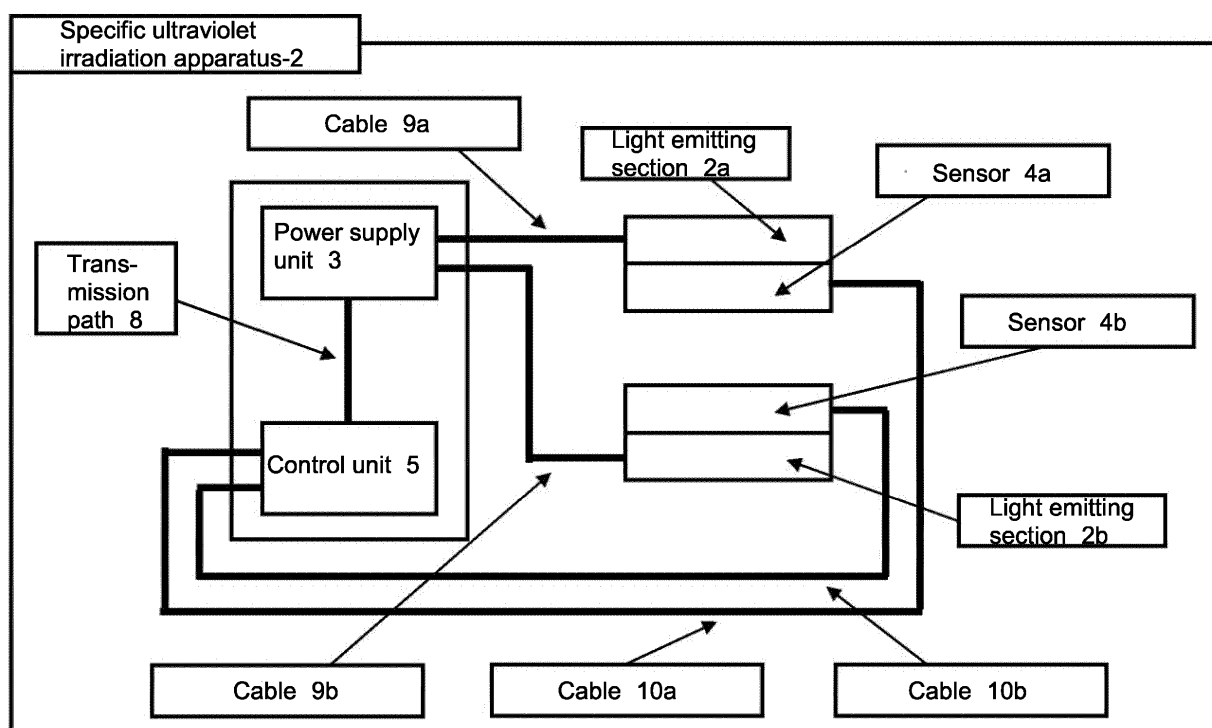 Specific ultraviolet
irradiation apparatus-2
Cable 9a
Light emitting
section 2a
Sensor 4a
Power supply
unit 3
Trans-
mission
path 8
Sensor 4b
Control unit 5
Light emitting
section 2b
Cable 9b
Cable 10a
Cable 10b